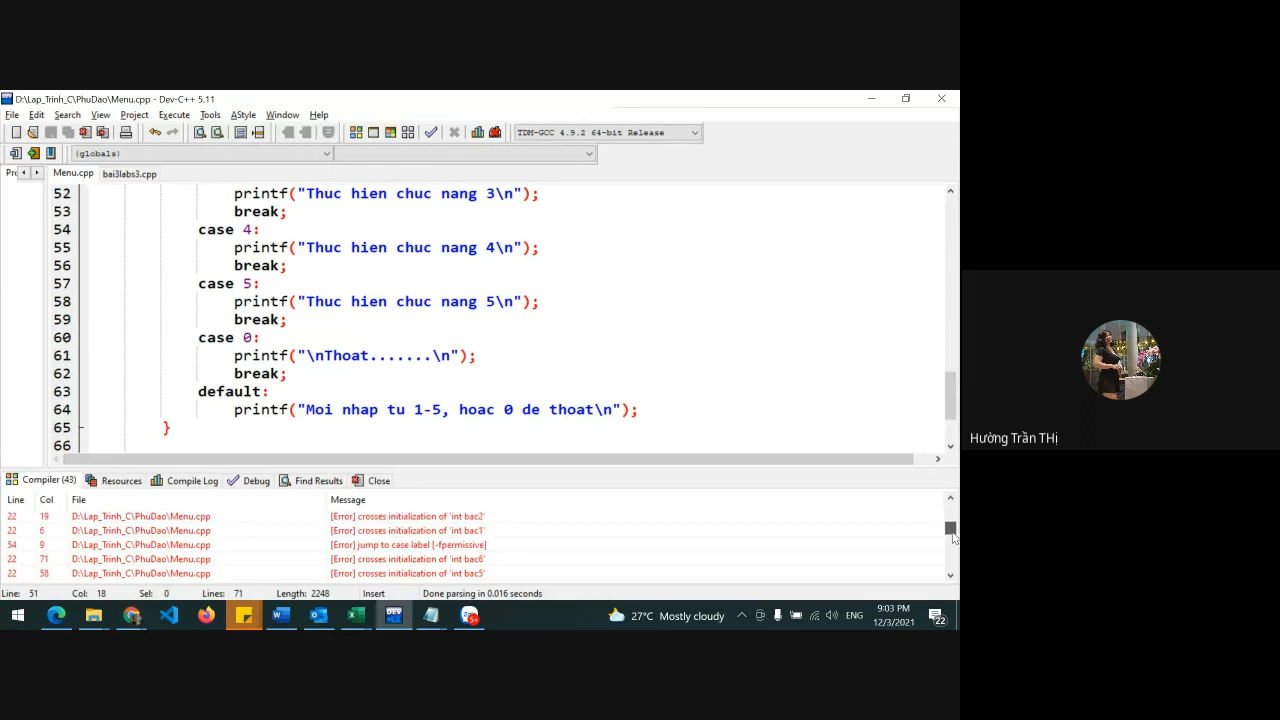 D:\Lap_Trinh_C\PhuDao\Menu.cpp - Dev-C++ 5.11
File Edit Search View Project Execute Tools AStyle Window Help
TDM-GCC 4.9.2 64-bit Release
(globals)
Pr Menu.cpp bai3labs3.cpp
52 printf("Thuc hien chuc nang 3\n");
53 break;
54 case 4:
55 printf("Thuc hien chuc nang 4\n");
56 break;
57 case 5:
58 printf("Thuc hien chuc nang 5\n");
59 break;
60 case 0:
61 printf("\nThoat.......\n");
62 break;
63 default:
64 printf("Moi nhap tu 1-5, hoac 0 de thoat\n");
65 }
66
Hường Trần THị
Compiler (43) Resources Compile Log Debug Find Results Close
Line Col File Message
22 19 D:\Lap_Trinh_C\PhuDao\Menu.cpp [Error] crosses initialization of 'int bac2'
22 6 D:\Lap_Trinh_C\PhuDao\Menu.cpp [Error] crosses initialization of 'int bac1'
54 9 D:\Lap_Trinh_C\PhuDao\Menu.cpp [Error] jump to case label [-fpermissive]
22 71 D:\Lap_Trinh_C\PhuDao\Menu.cpp [Error] crosses initialization of 'int bac6'
22 58 D:\Lap_Trinh_C\PhuDao\Menu.cpp [Error] crosses initialization of 'int bac5'
Line: 51 Col: 18 Sel: 0 Lines: 71 Length: 2248 Insert Done parsing in 0.016 seconds
DEV 5+ 27°C Mostly cloudy ENG 9:03 PM
12/3/2021 22